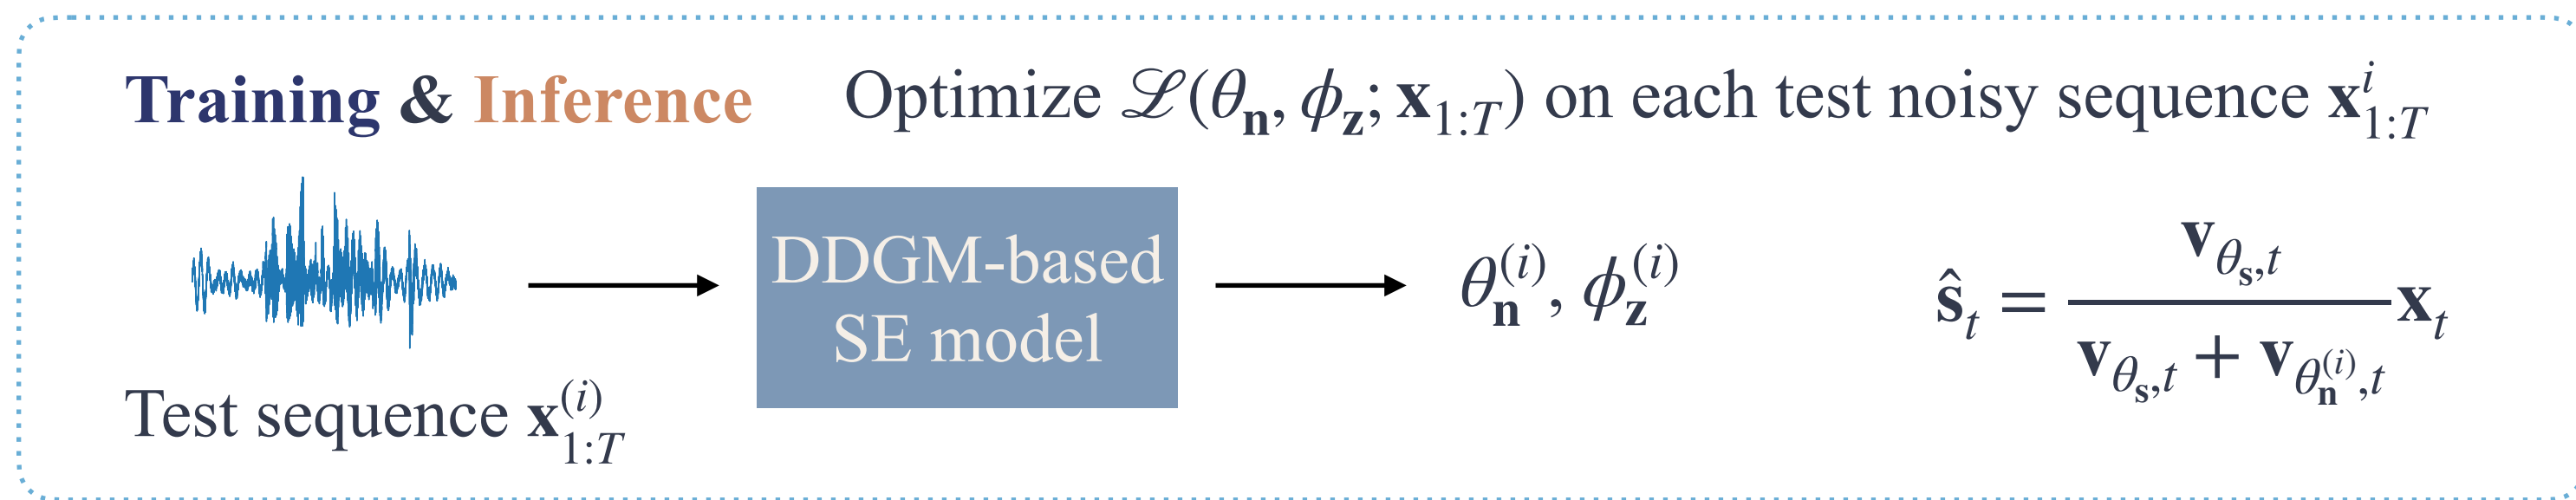 Training & Inference
Optimize ℒ(θ_𝐧, ϕ_𝐳; 𝐱_{1:T}) on each test noisy sequence 𝐱^i_{1:T}
DDGM-based
SE model
θ_𝐧^{(i)}, ϕ_𝐳^{(i)}
ŝ_t = \frac{𝐯_{θ_𝐬,t}}{𝐯_{θ_𝐬,t} + 𝐯_{θ_𝐧^{(i)},t}} 𝐱_t
Test sequence 𝐱^{(i)}_{1:T}